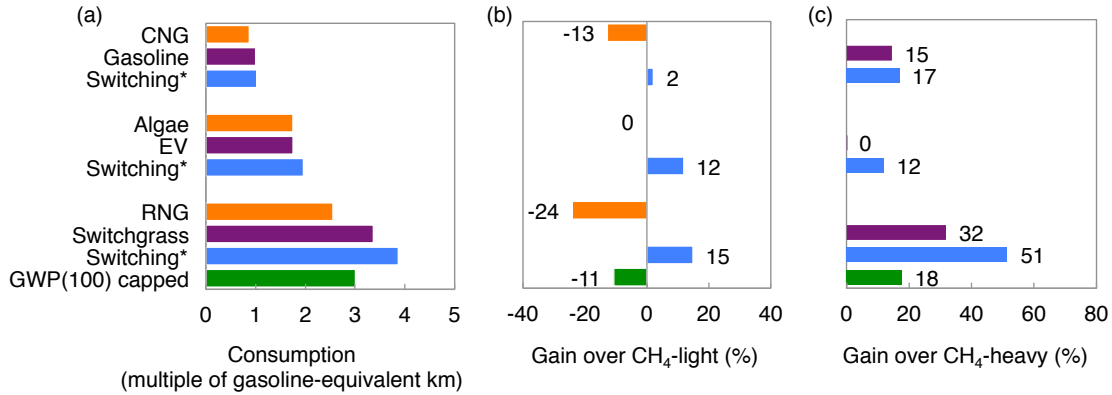 (a)
CNG
Gasoline
Switching*
Algae
EV
Switching*
RNG
Switchgrass
Switching*
GWP(100) capped
0 1 2 3 4 5
Consumption
(multiple of gasoline-equivalent km)
(b)
-13
2
0
12
-24
15
-11
-40 -20 0 20 40
Gain over CH₄-light (%)
(c)
15
17
0
12
32
51
18
0 20 40 60 80
Gain over CH₄-heavy (%)